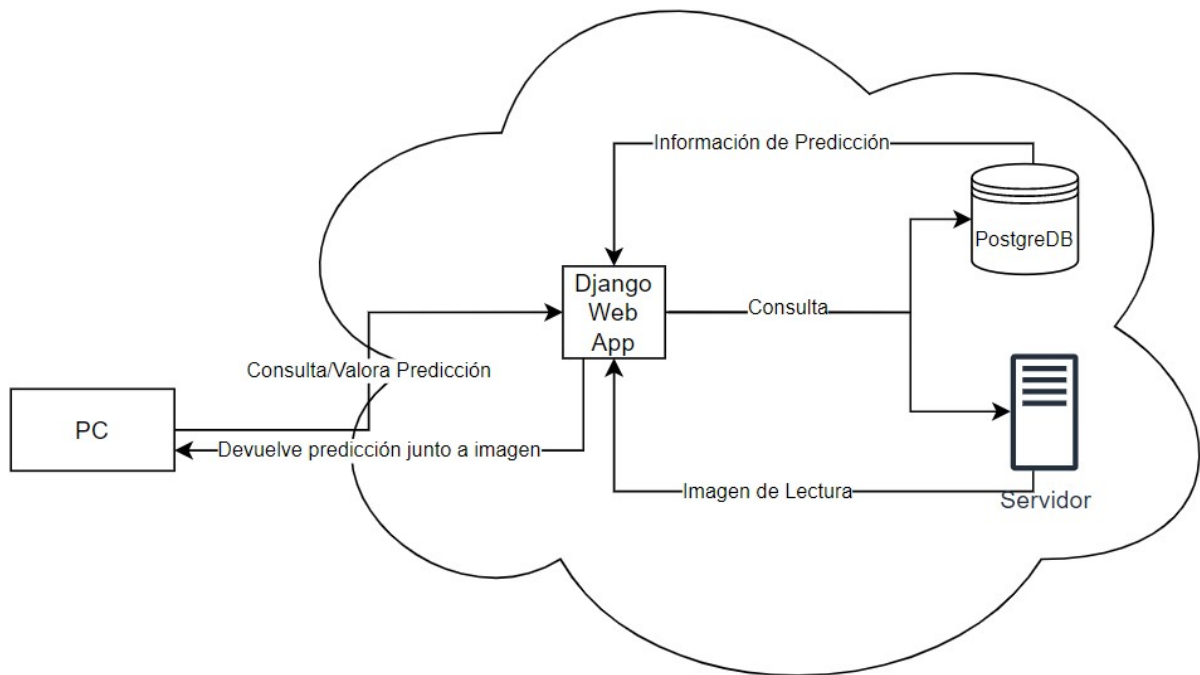 Información de Predicción
PostgreDB
Django
Web
App
Consulta
Consulta/Valora Predicción
PC
Devuelve predicción junto a imagen
Imagen de Lectura
Servidor